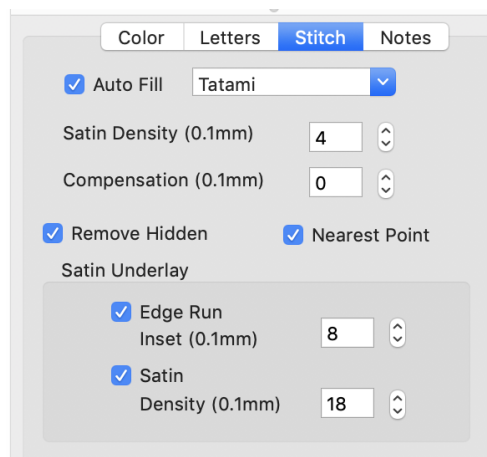 Color Letters Stitch Notes
Auto Fill Tatami
Satin Density (0.1mm) 4
Compensation (0.1mm) 0
Remove Hidden Nearest Point
Satin Underlay
Edge Run
Inset (0.1mm) 8
Satin
Density (0.1mm) 18